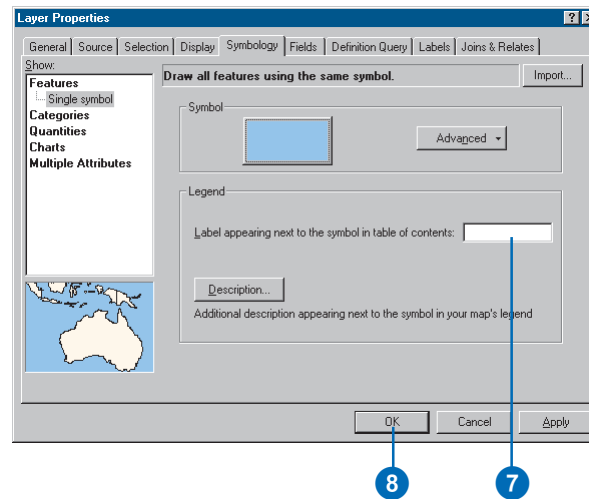 Layer Properties ?
General Source Selection Display Symbology Fields Definition Query Labels Joins & Relates
Show:
Features
Single symbol
Categories
Quantities
Charts
Multiple Attributes
Draw all features using the same symbol.
Import...
Symbol
Advanced
Legend
Label appearing next to the symbol in table of contents:
Description...
Additional description appearing next to the symbol in your map's legend
OK Cancel Apply
8 7